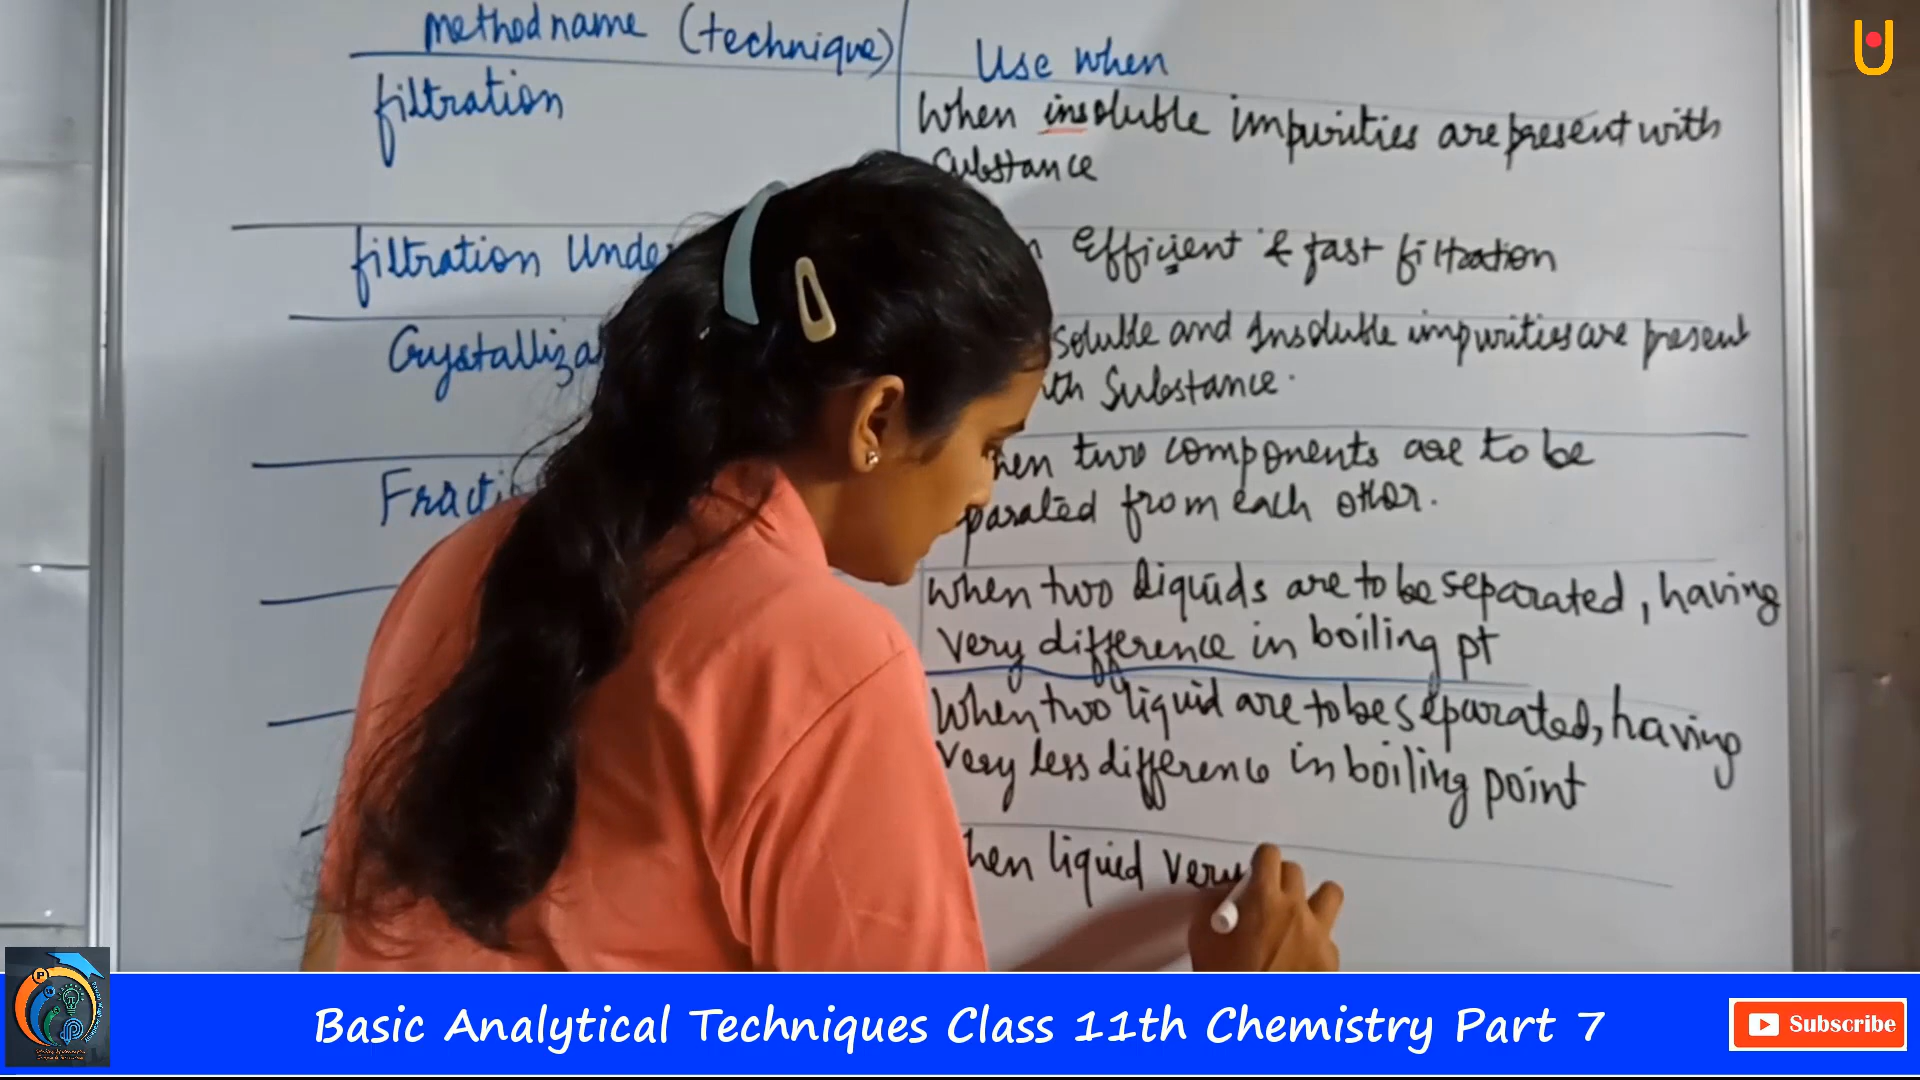 method name (technique)
Use when
filtration
When insoluble impurities are present with
Substance
filtration Unde
Efficient & fast filtration
Crystalliza
soluble and Insoluble impurities are present
th Substance.
Fracti
hen two components are to be
parated from each other.
When two Liquids are to be separated, having
very difference in boiling pt
When two liquid are to be separated, having
very less difference in boiling point
hen liquid very
Basic Analytical Techniques Class 11th Chemistry Part 7
Subscribe